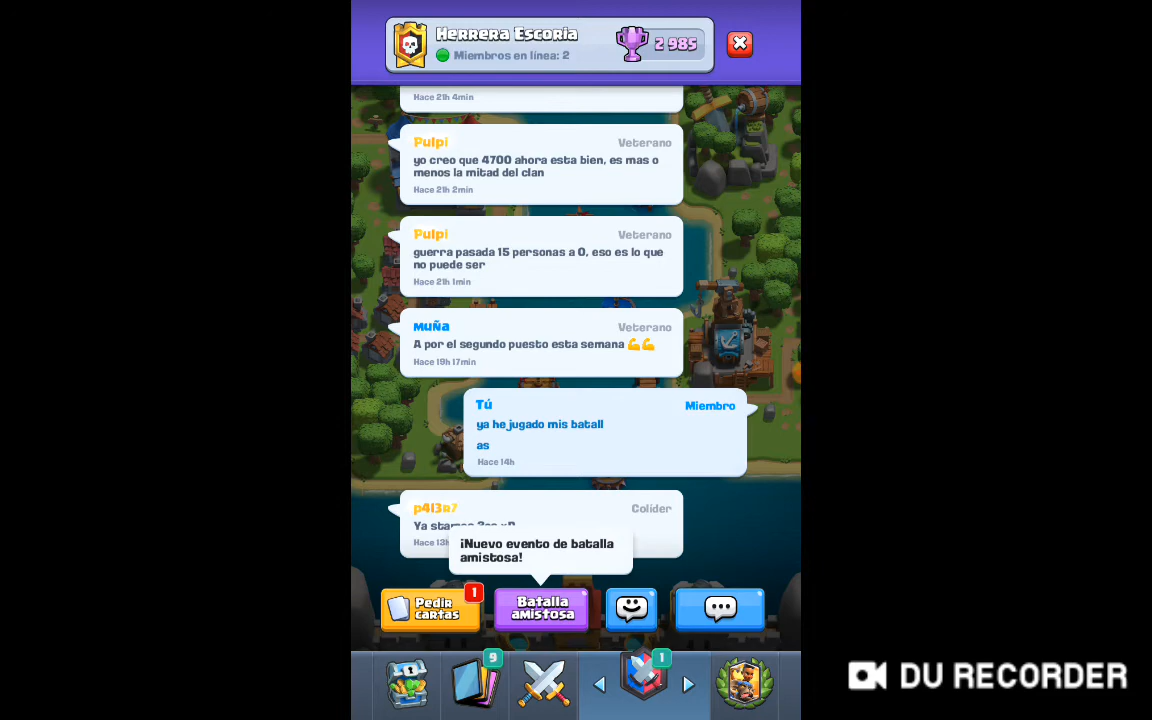 Herrera Escoria
Miembros en línea: 2
2 985
Hace 21h 4min
Pulpi
Veterano
yo creo que 4700 ahora esta bien, es mas o
menos la mitad del clan
Hace 21h 2min
Pulpi
Veterano
guerra pasada 15 personas a 0, eso es lo que
no puede ser
Hace 21h 1min
Muña
Veterano
A por el segundo puesto esta semana 💪💪
Hace 19h 17min
Tú
Miembro
ya he jugado mis batall
as
Hace 14h
p4l3n7
Colíder
Ya
Hace 13h
¡Nuevo evento de batalla
amistosa!
Pedir
cartas
1
Batalla
amistosa
9
1
DU RECORDER